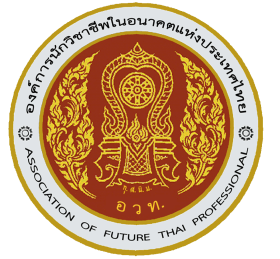 องค์การนักวิชาชีพในอนาคตแห่งประเทศไทย
อ ว ท.
ASSOCIATION OF FUTURE THAI PROFESSIONAL